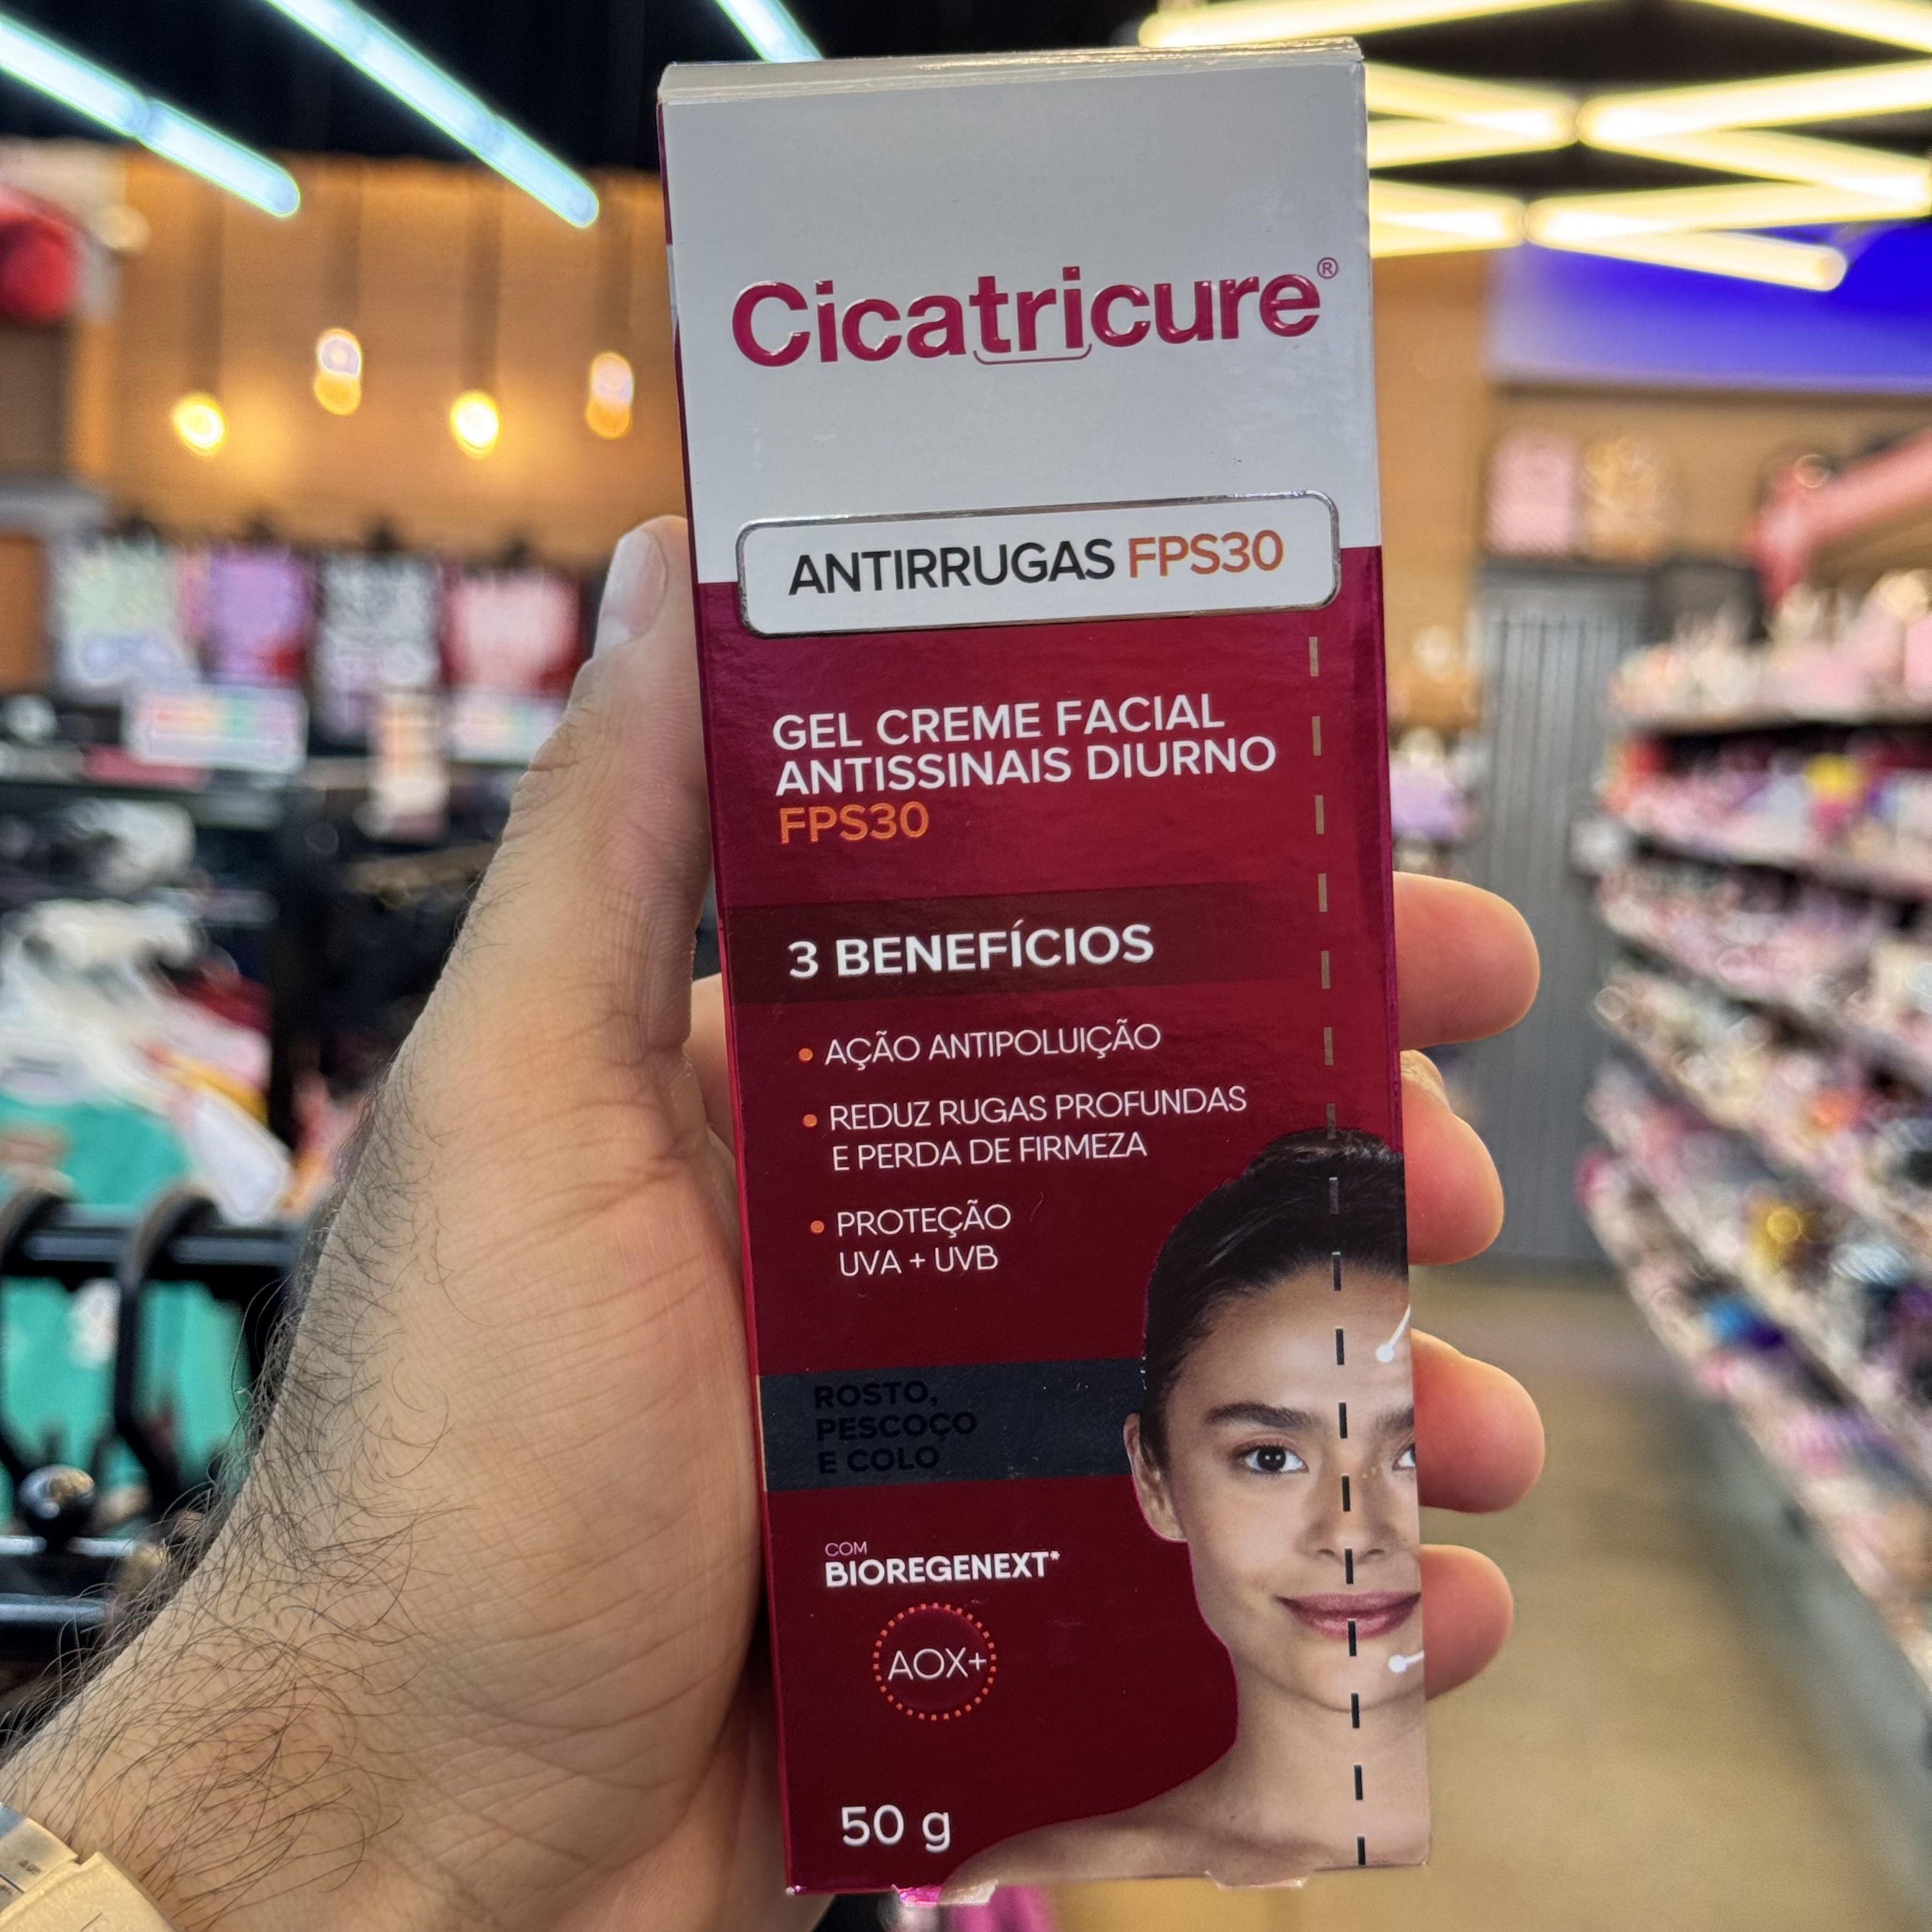 Cicatricure®
ANTIRRUGAS FPS30
GEL CREME FACIAL
ANTISSINAIS DIURNO
FPS30
3 BENEFÍCIOS
• AÇÃO ANTIPOLUIÇÃO
• REDUZ RUGAS PROFUNDAS
E PERDA DE FIRMEZA
• PROTEÇÃO
UVA + UVB
ROSTO,
PESCOÇO
E COLO
COM
BIOREGENEXT*
AOX+
50 g